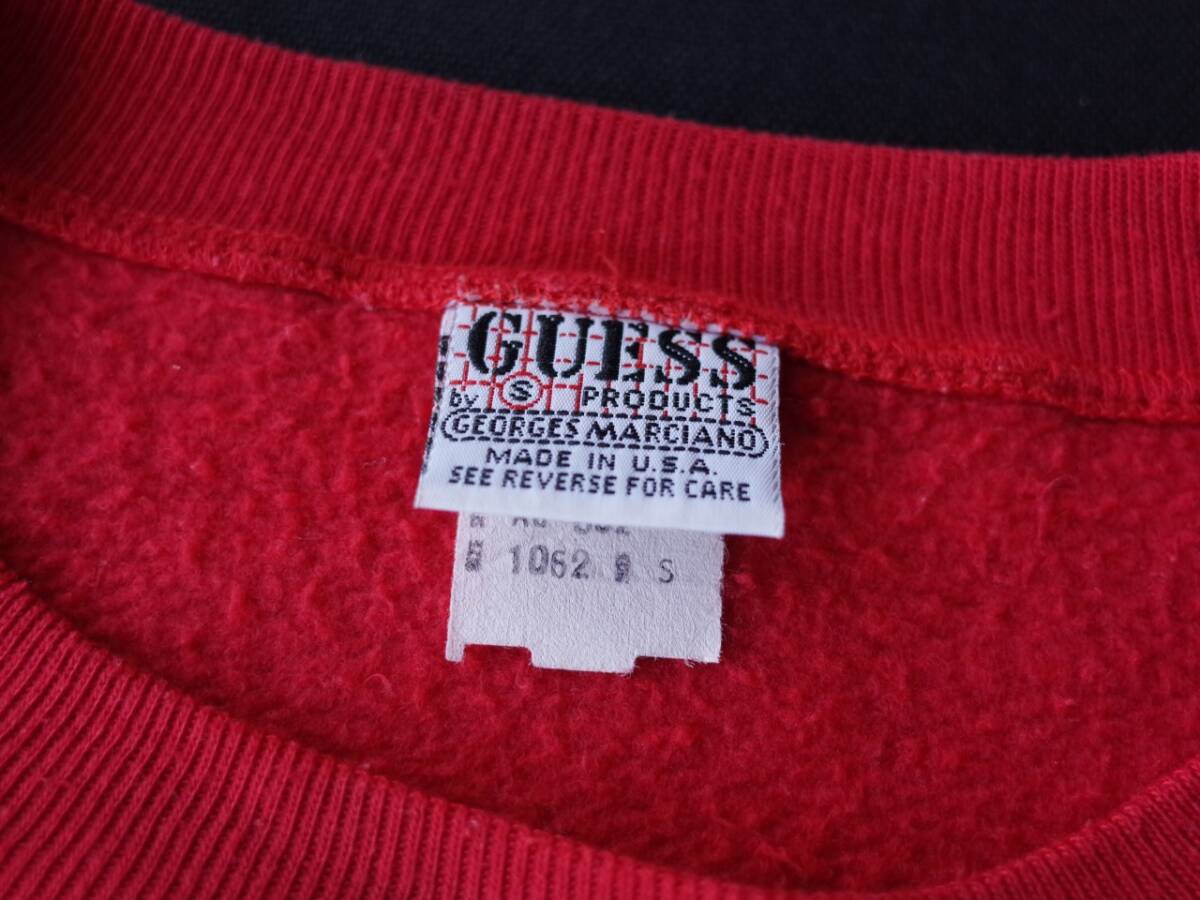 GUESS
by S PRODUCTS
GEORGES MARCIANO
MADE IN U.S.A.
SEE REVERSE FOR CARE
1062 S